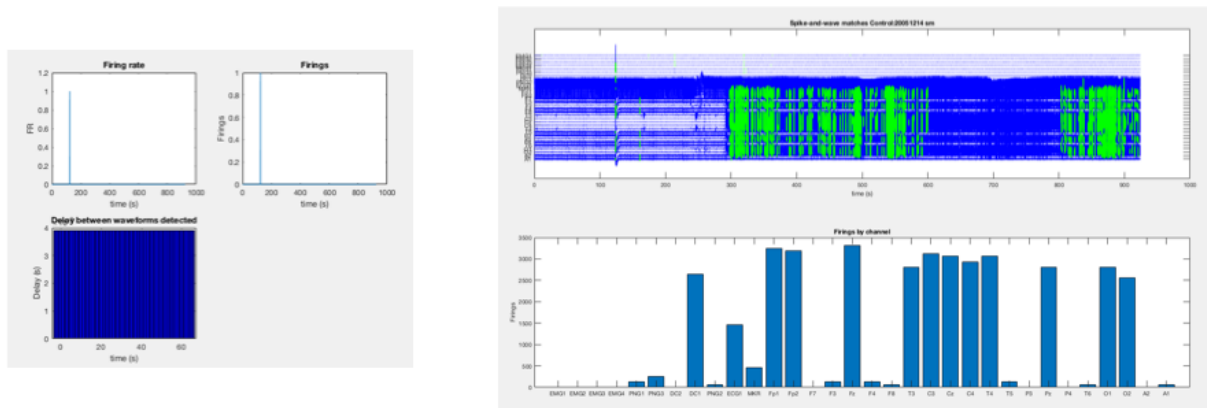 Firing rate
1.2
1
0.8
0.6
0.4
0.2
0
FR
0 200 400 600 800 1000
time (s)
Firings
1
0.8
0.6
0.4
0.2
0
Firings
0 200 400 600 800 1000
time (s)
Delay between waveforms detected
4
3
2
1
0
Delay (s)
0 20 40 60
time (s)
Spike-and-wave matches Control:20081214 sm
0 100 200 300 400 500 600 700 800 900 1000
time (s)
Firings by channel
3500
3000
2500
2000
1500
1000
500
0
Firings
EMG1 EMG2 EMG3 EMG4 PNG1 PNG3 DC2 DC1 PNG2 ECG1 MKR Fp1 Fp2 F7 F3 Fz F4 F8 T3 C3 Cz C4 T4 T5 P3 Pz P4 T6 O1 O2 A2 A1